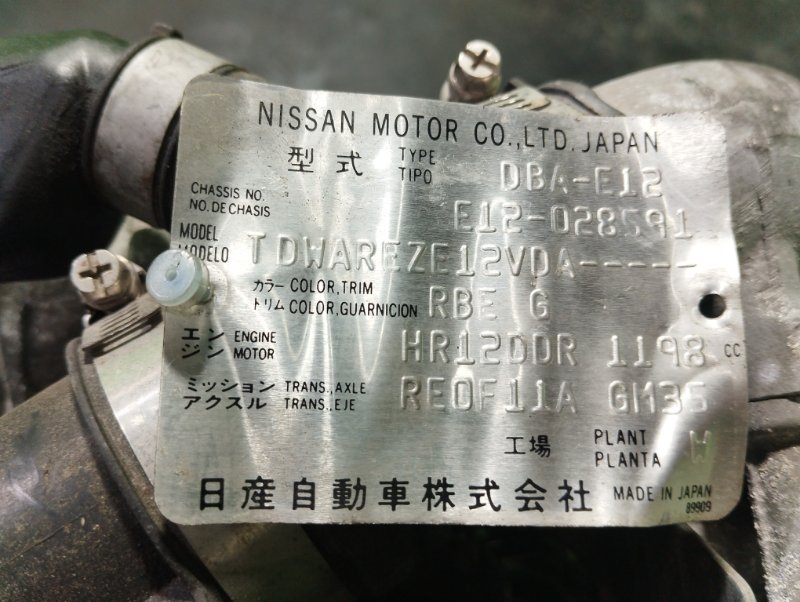 NISSAN MOTOR CO.,LTD. JAPAN
型式 TYPE TIPO DBA-E12
CHASSIS NO. NO. DE CHASIS E12-028591
MODEL MODELO TDWAREZE12VDA-----
カラー COLOR, TRIM
トリム COLOR, GUARNICION RBE G
エンジン ENGINE MOTOR HR12DDR 1198 CC
ミッション TRANS., AXLE
アクスル TRANS., EJE RE0F11A GM35
工場 PLANT PLANTA W
日産自動車株式会社 MADE IN JAPAN
89909